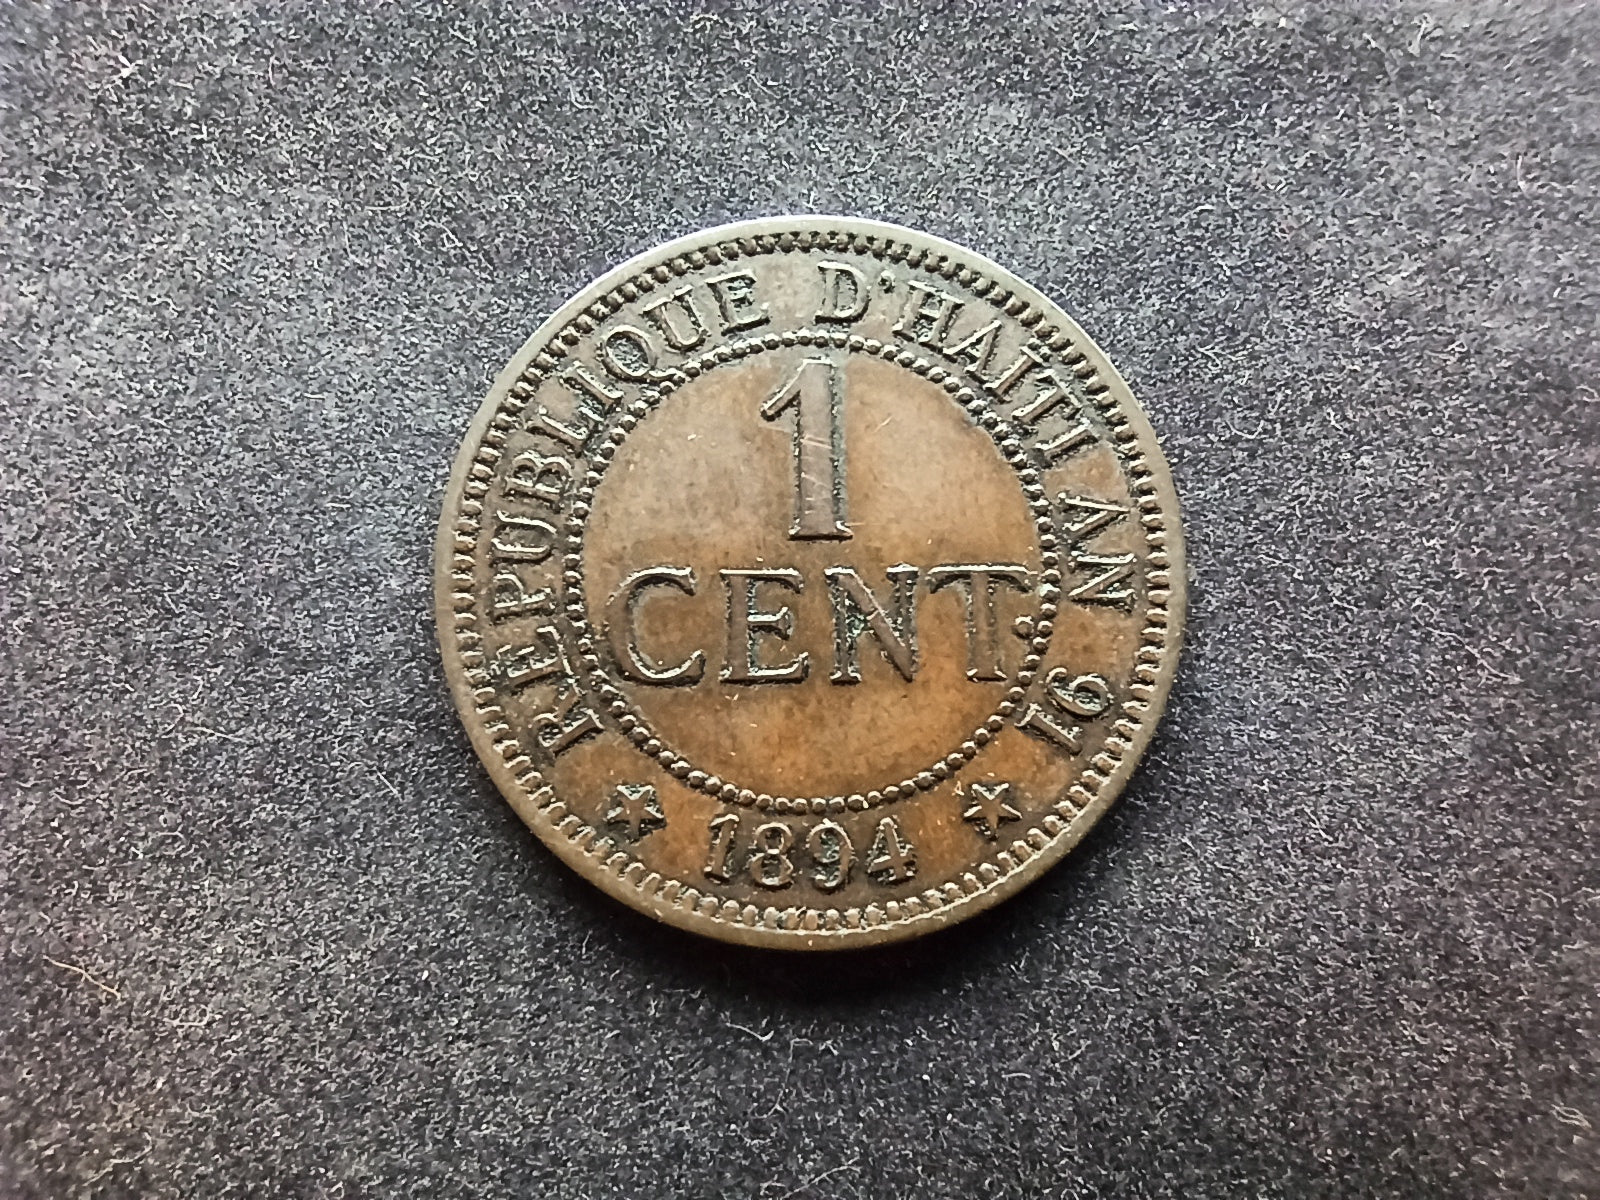 REPUBLIQUE D'HAITI AN 91
1
CENT.
1894